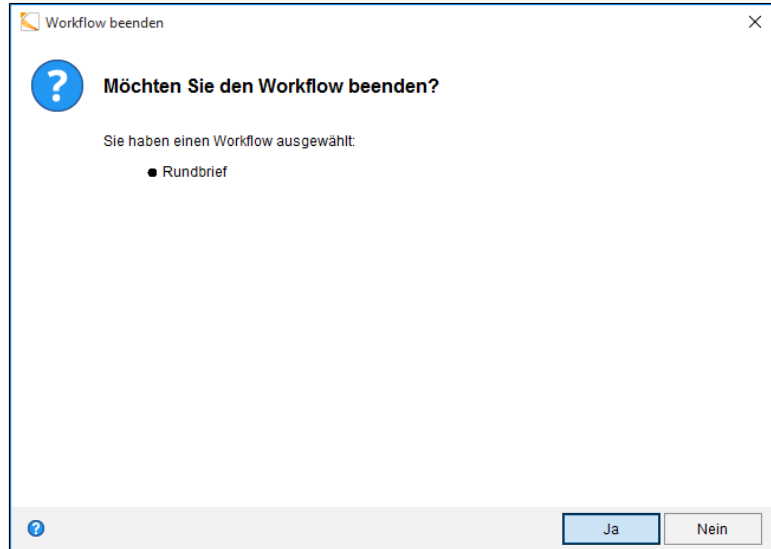 Workflow beenden
Möchten Sie den Workflow beenden?
Sie haben einen Workflow ausgewählt:
● Rundbrief
Ja Nein